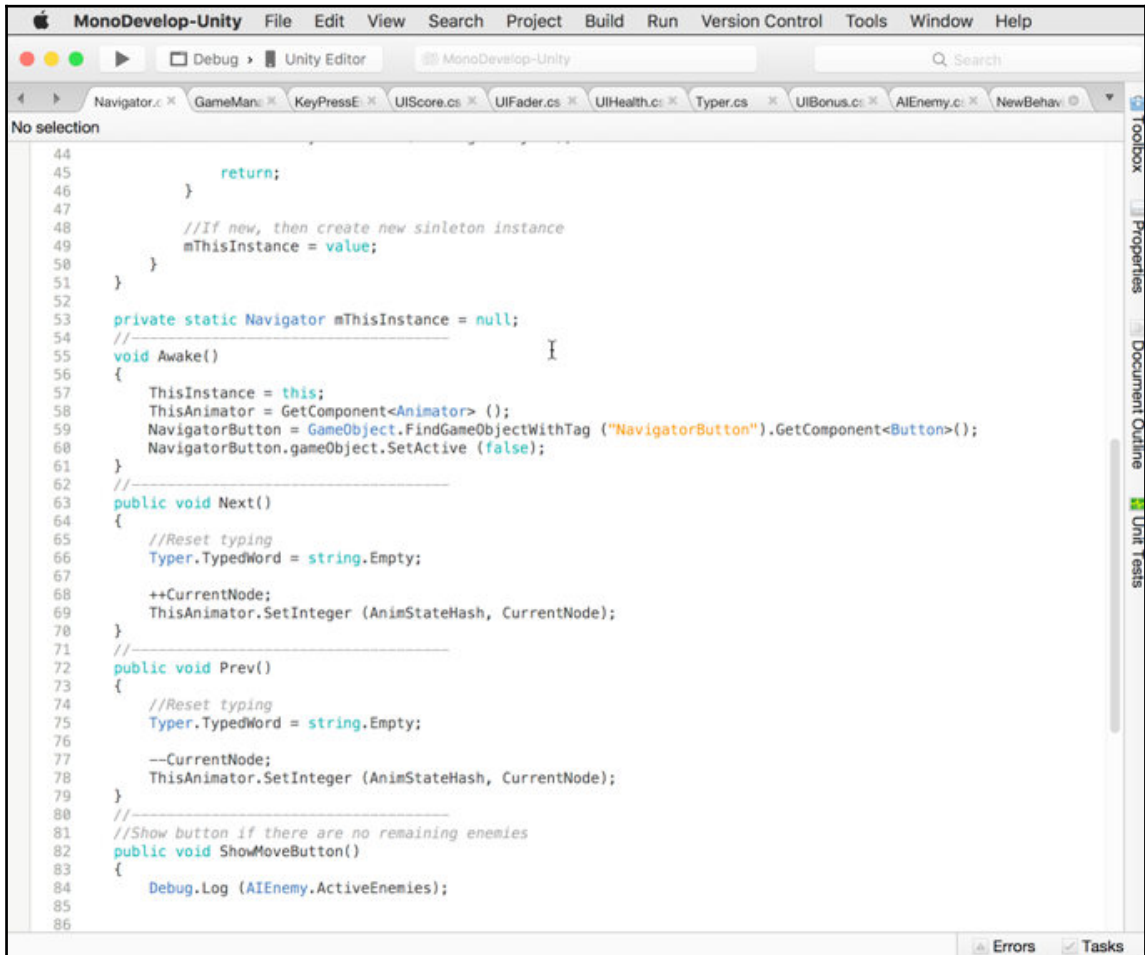 MonoDevelop-Unity File Edit View Search Project Build Run Version Control Tools Window Help
Debug › Unity Editor MonoDevelop-Unity Search
Navigator.c GameMana KeyPressE UIScore.cs UIFader.cs UIHealth.c Typer.cs UIBonus.c AIEnemy.c NewBehavi
No selection
44
45 return;
46 }
47
48 //If new, then create new sinleton instance
49 mThisInstance = value;
50 }
51 }
52
53 private static Navigator mThisInstance = null;
54 //------------------------------------
55 void Awake()
56 {
57 ThisInstance = this;
58 ThisAnimator = GetComponent<Animator> ();
59 NavigatorButton = GameObject.FindGameObjectWithTag ("NavigatorButton").GetComponent<Button>();
60 NavigatorButton.gameObject.SetActive (false);
61 }
62 //------------------------------------
63 public void Next()
64 {
65 //Reset typing
66 Typer.TypedWord = string.Empty;
67
68 ++CurrentNode;
69 ThisAnimator.SetInteger (AnimStateHash, CurrentNode);
70 }
71 //------------------------------------
72 public void Prev()
73 {
74 //Reset typing
75 Typer.TypedWord = string.Empty;
76
77 --CurrentNode;
78 ThisAnimator.SetInteger (AnimStateHash, CurrentNode);
79 }
80 //------------------------------------
81 //Show button if there are no remaining enemies
82 public void ShowMoveButton()
83 {
84 Debug.Log (AIEnemy.ActiveEnemies);
85
86
Toolbox
Properties
Document Outline
Unit Tests
Errors Tasks